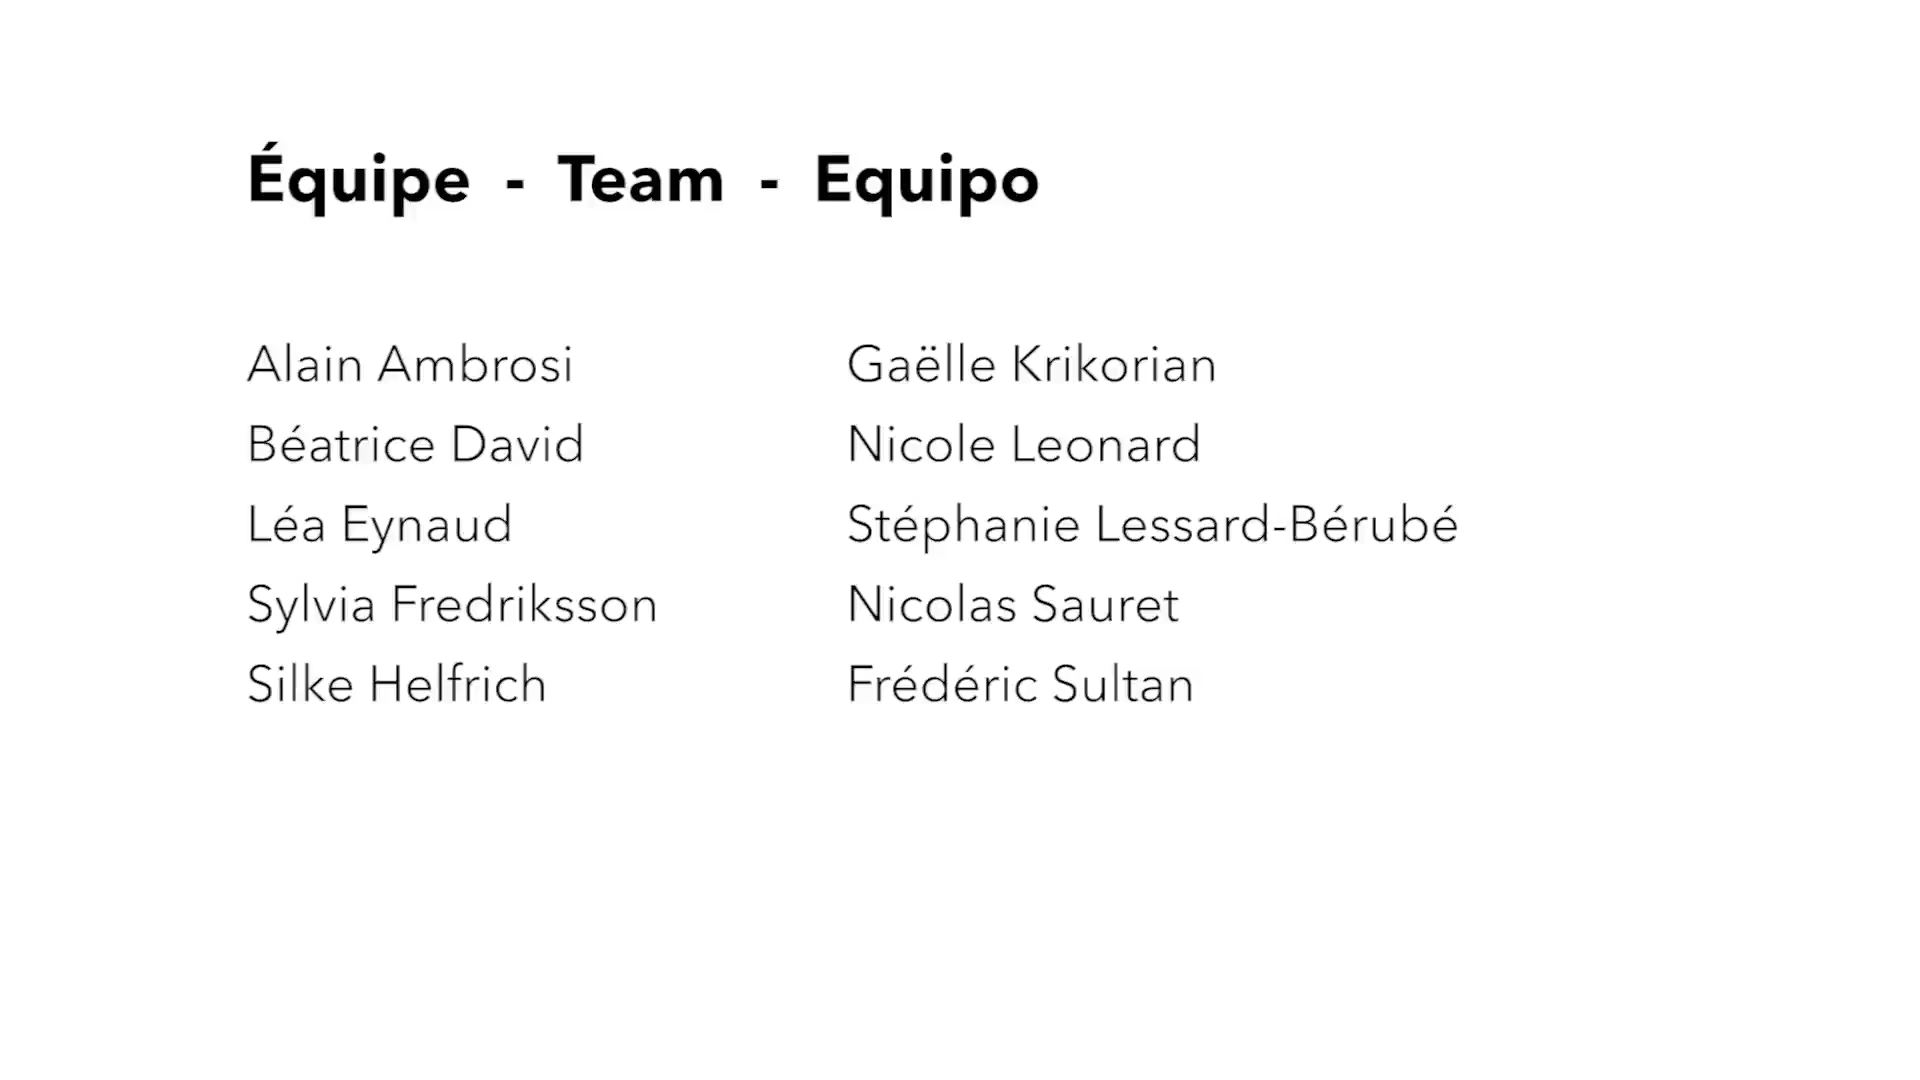 Équipe - Team - Equipo
Alain Ambrosi
Béatrice David
Léa Eynaud
Sylvia Fredriksson
Silke Helfrich
Gaëlle Krikorian
Nicole Leonard
Stéphanie Lessard-Bérubé
Nicolas Sauret
Frédéric Sultan